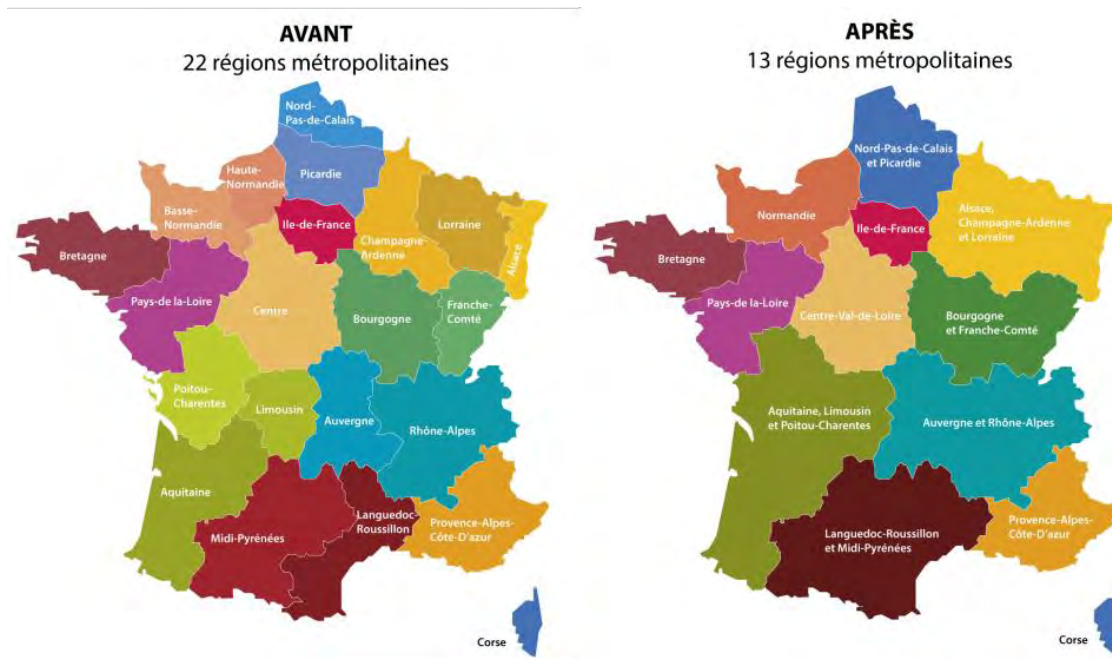 AVANT
22 régions métropolitaines
Nord-
Pas-de-Calais
Haute-
Normandie
Picardie
Basse-
Normandie
Ile-de-France
Champagne-
Ardenne
Lorraine
Alsace
Bretagne
Pays-de la-Loire
Centre
Bourgogne
Franche-
Comté
Poitou-
Charentes
Limousin
Auvergne
Rhône-Alpes
Aquitaine
Midi-Pyrénées
Languedoc-
Roussillon
Provence-Alpes-
Côte-D'azur
Corse
APRÈS
13 régions métropolitaines
Nord-Pas-de-Calais
et Picardie
Normandie
Ile-de-France
Alsace,
Champagne-Ardenne
et Lorraine
Bretagne
Pays-de la-Loire
Centre-Val-de-Loire
Bourgogne
et Franche-Comté
Aquitaine, Limousin
et Poitou-Charentes
Auvergne et Rhône-Alpes
Languedoc-Roussillon
et Midi-Pyrénées
Provence-Alpes-
Côte-D'azur
Corse